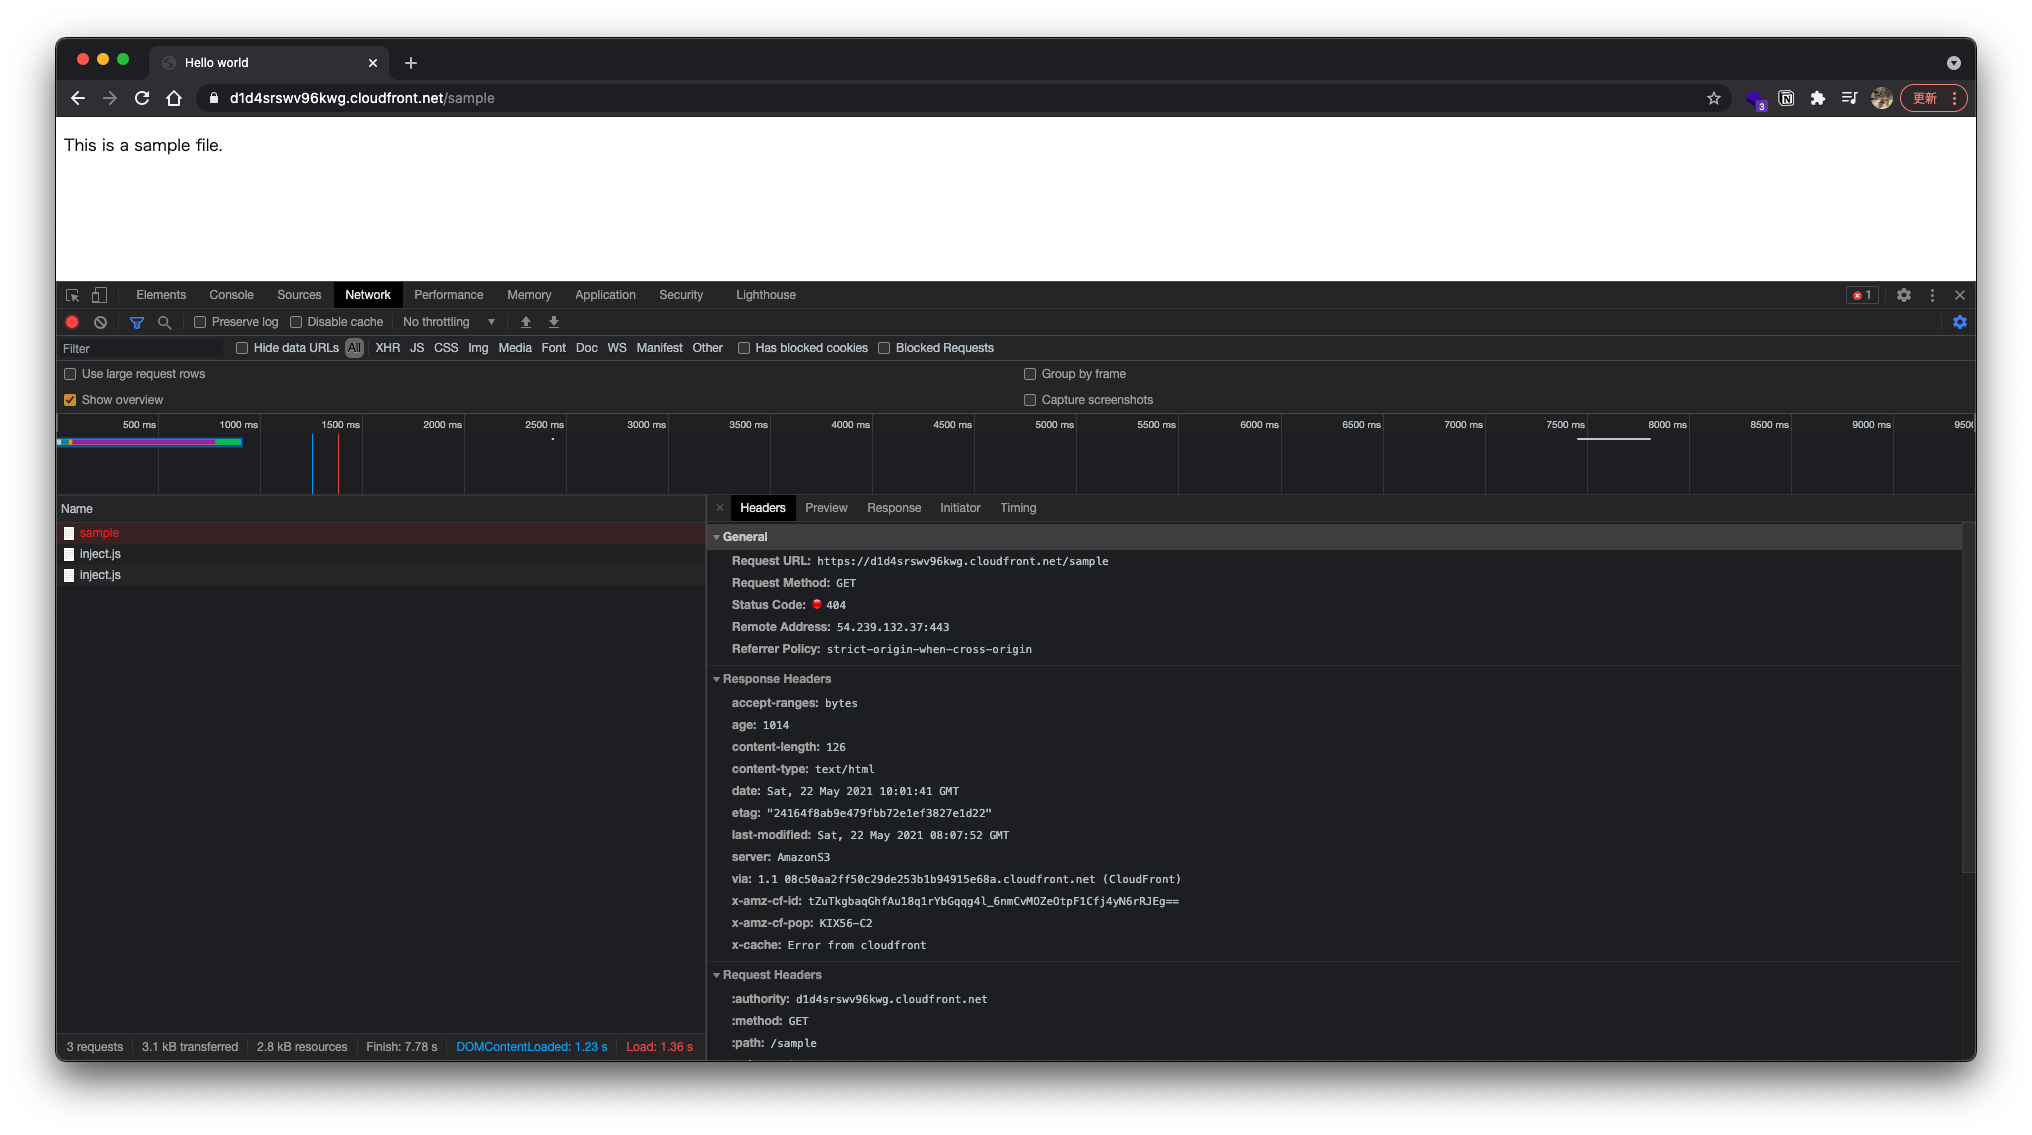 Hello world
d1d4srswv96kwg.cloudfront.net/sample
3
更新
This is a sample file.
Elements Console Sources Network Performance Memory Application Security Lighthouse 1
Preserve log Disable cache No throttling
Filter Hide data URLs All XHR JS CSS Img Media Font Doc WS Manifest Other Has blocked cookies Blocked Requests
Use large request rows Group by frame
Show overview Capture screenshots
500 ms 1000 ms 1500 ms 2000 ms 2500 ms 3000 ms 3500 ms 4000 ms 4500 ms 5000 ms 5500 ms 6000 ms 6500 ms 7000 ms 7500 ms 8000 ms 8500 ms 9000 ms 9500
Name
sample
inject.js
inject.js
3 requests 3.1 kB transferred 2.8 kB resources Finish: 7.78 s DOMContentLoaded: 1.23 s Load: 1.36 s
Headers Preview Response Initiator Timing
General
Request URL: https://d1d4srswv96kwg.cloudfront.net/sample
Request Method: GET
Status Code: 404
Remote Address: 54.239.132.37:443
Referrer Policy: strict-origin-when-cross-origin
Response Headers
accept-ranges: bytes
age: 1014
content-length: 126
content-type: text/html
date: Sat, 22 May 2021 10:01:41 GMT
etag: "24164f8ab9e479fbb72e1ef3827e1d22"
last-modified: Sat, 22 May 2021 08:07:52 GMT
server: AmazonS3
via: 1.1 08c50aa2ff50c29de253b1b94915e68a.cloudfront.net (CloudFront)
x-amz-cf-id: tZuTkgbaqGhfAu18q1rYbGqqg4l_6nmCvMOZeOtpF1Cfj4yN6rRJEg==
x-amz-cf-pop: KIX56-C2
x-cache: Error from cloudfront
Request Headers
:authority: d1d4srswv96kwg.cloudfront.net
:method: GET
:path: /sample